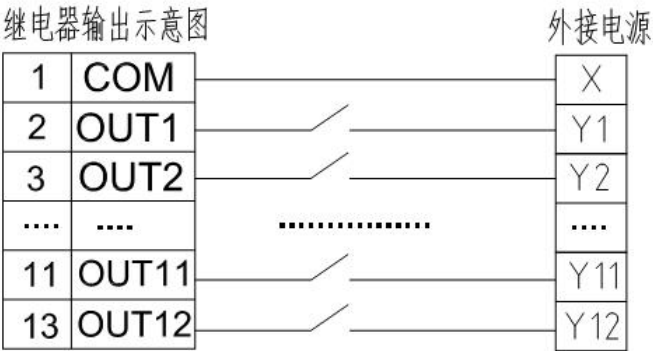 继电器输出示意图 外接电源
1 COM X
2 OUT1 Y1
3 OUT2 Y2
.... .... ................ ....
11 OUT11 Y11
13 OUT12 Y12